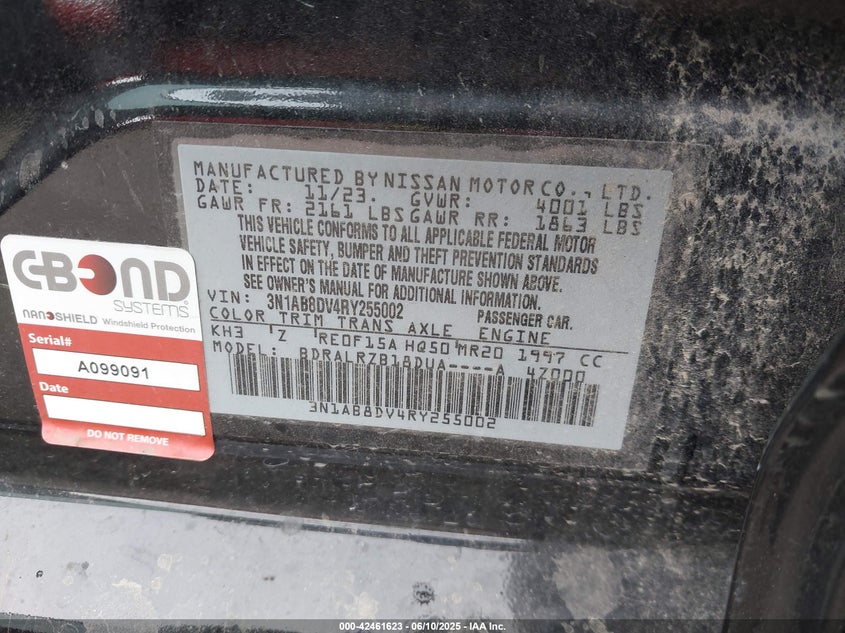 MANUFACTURED BY NISSAN MOTOR CO., LTD.
DATE: 11/23. GVWR: 4001 LBS
GAWR FR: 2161 LBS GAWR RR: 1863 LBS
THIS VEHICLE CONFORMS TO ALL APPLICABLE FEDERAL MOTOR
VEHICLE SAFETY, BUMPER AND THEFT PREVENTION STANDARDS
IN EFFECT ON THE DATE OF MANUFACTURE SHOWN ABOVE.
SEE OWNER'S MANUAL FOR ADDITIONAL INFORMATION.
VIN: 3N1AB8DV4RY255002 PASSENGER CAR.
COLOR TRIM TRANS AXLE ENGINE
KH3 'Z 'RE0F15A HQ50'MR20 1997 CC
MODEL: BDRALRZB18DUA----A 47000
3N1AB8DV4RY255002
C-BOND
SYSTEMS
NANOSHIELD Windshield Protection
Serial#
A099091
Date
DO NOT REMOVE
000-42461623 - 06/10/2025 - IAA Inc.